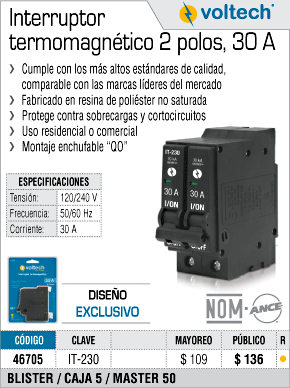 Interruptor
termomagnético 2 polos, 30 A
voltech®
Cumple con los más altos estándares de calidad,
comparable con las marcas líderes del mercado
Fabricado en resina de poliéster no saturada
Protege contra sobrecargas y cortocircuitos
Uso residencial o comercial
Montaje enchufable “QO”
ESPECIFICACIONES
Tensión: 120/240 V
Frecuencia: 50/60 Hz
Corriente: 30 A
IT-230
30 A 30 A
I/ON I/ON
voltech
DISEÑO
EXCLUSIVO
NOM-ANCE
CÓDIGO CLAVE MAYOREO PÚBLICO R
46705 IT-230 $ 109 $ 136
BLISTER / CAJA 5 / MASTER 50